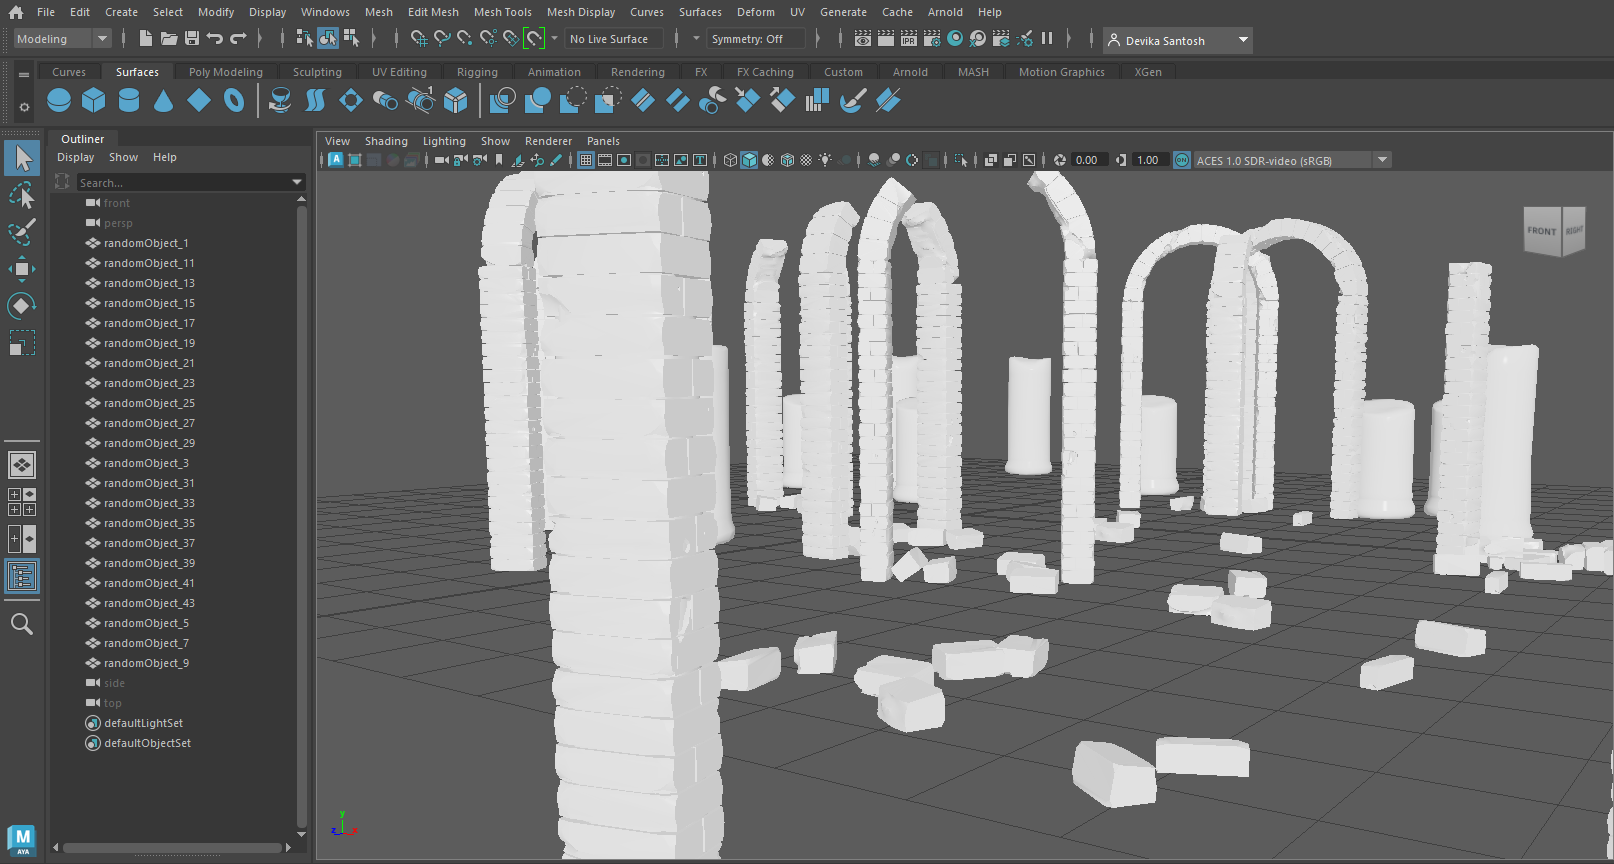 File Edit Create Select Modify Display Windows Mesh Edit Mesh Mesh Tools Mesh Display Curves Surfaces Deform UV Generate Cache Arnold Help
Modeling No Live Surface Symmetry: Off Devika Santosh
Curves Surfaces Poly Modeling Sculpting UV Editing Rigging Animation Rendering FX FX Caching Custom Arnold MASH Motion Graphics XGen
Outliner
Display Show Help
Search...
front
persp
randomObject_1
randomObject_11
randomObject_13
randomObject_15
randomObject_17
randomObject_19
randomObject_21
randomObject_23
randomObject_25
randomObject_27
randomObject_29
randomObject_3
randomObject_31
randomObject_33
randomObject_35
randomObject_37
randomObject_39
randomObject_41
randomObject_43
randomObject_5
randomObject_7
randomObject_9
side
top
defaultLightSet
defaultObjectSet
View Shading Lighting Show Renderer Panels
0.00 1.00 ON ACES 1.0 SDR-video (sRGB)
FRONT RIGHT
y
z x
M
AYA
IPR